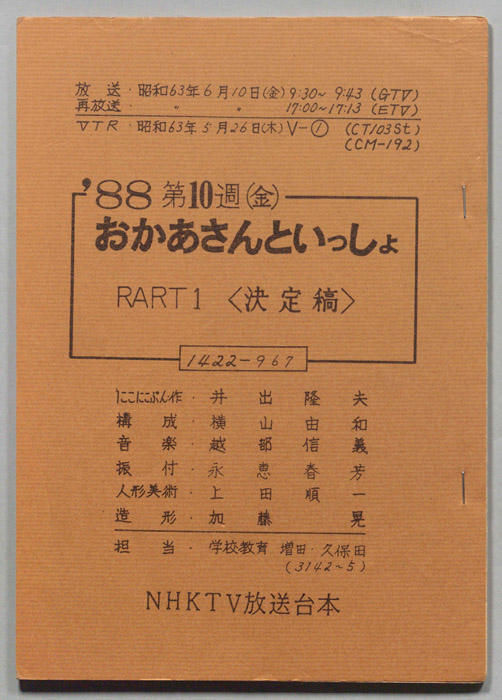 放送・昭和63年6月10日(金)9:30~9:43(GTV)
再放送・ 〃 〃 17:00~17:13(ETV)
VTR・昭和63年5月26日(木)V-①(CT103St)
(CM-192)
'88 第10週(金)
おかあさんといっしょ
RART1〈決定稿〉
1422-967
にこにこぷん作・井出隆夫
構成・横山由和
音楽・越部信義
振付・永恵春芳
人形美術・上田順一
造形・加藤晃
担当・学校教育 増田・久保田
(3142~5)
NHKTV放送台本